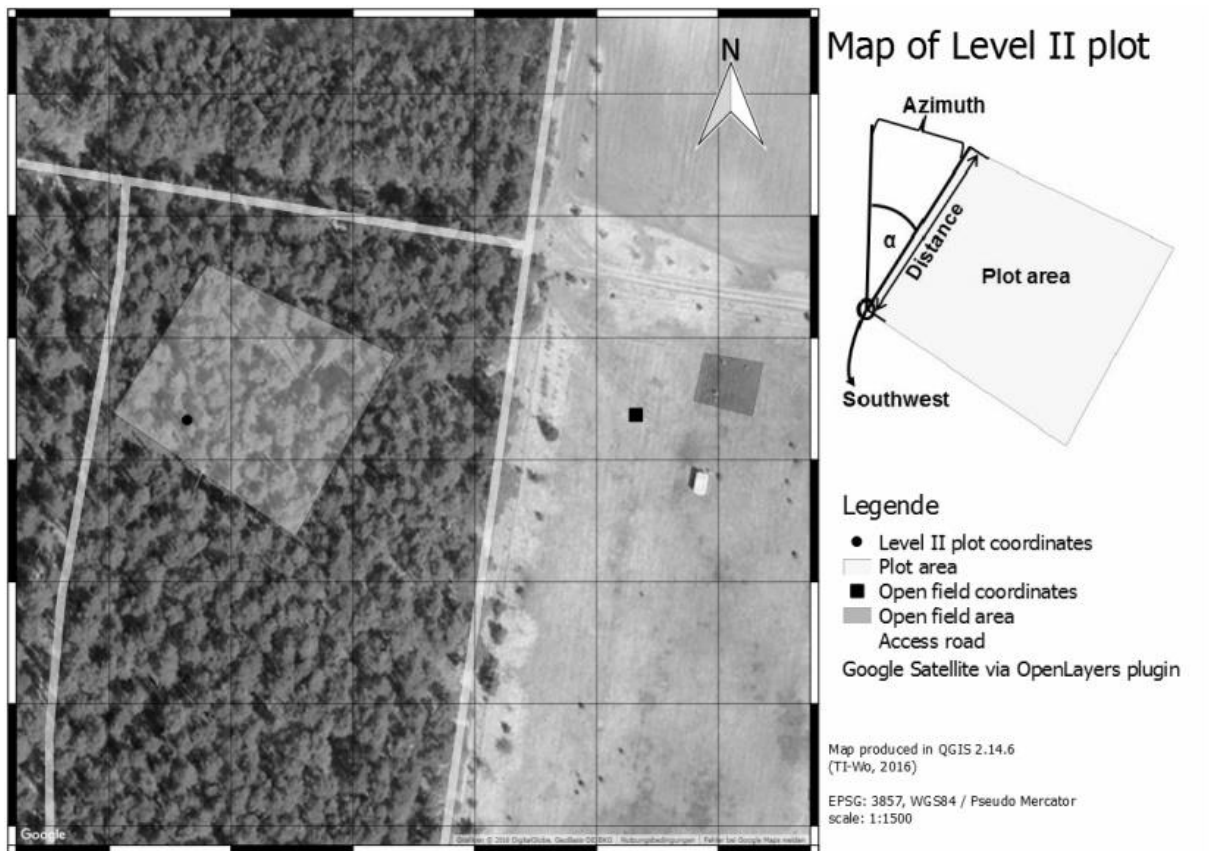 N
Google
Map of Level II plot
Azimuth
α
Distance
Plot area
Southwest
Legende
Level II plot coordinates
Plot area
Open field coordinates
Open field area
Access road
Google Satellite via OpenLayers plugin
Map produced in QGIS 2.14.6
(TI-Wo, 2016)
EPSG: 3857, WGS84 / Pseudo Mercator
scale: 1:1500